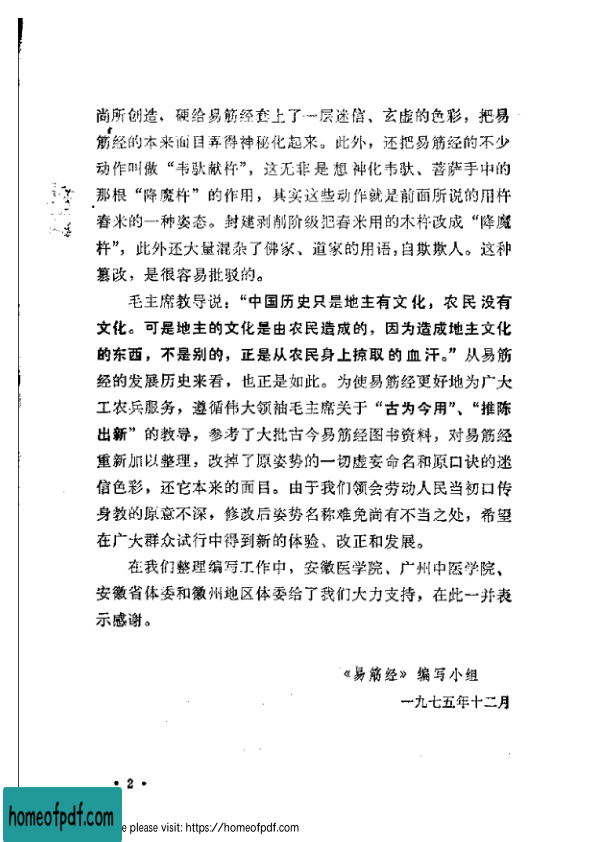 尚所创造，硬给易筋经套上了一层迷信、玄虚的色彩，把易
筋经的本来面目弄得神秘化起来。此外，还把易筋经的不少
动作叫做“韦驮献杵”，这无非是想神化韦驮、菩萨手中的
那根“降魔杵”的作用，其实这些动作就是前面所说的用杵
舂米的一种姿态。封建剥削阶级把舂米用的木杵改成“降魔
杵”，此外还大量混杂了佛家、道家的用语，自欺欺人。这种
篡改，是很容易批驳的。
毛主席教导说：“中国历史只是地主有文化，农民没有
文化。可是地主的文化是由农民造成的，因为造成地主文化
的东西，不是别的，正是从农民身上掠取的血汗。”从易筋
经的发展历史来看，也正是如此。为使易筋经更好地为广大
工农兵服务，遵循伟大领袖毛主席关于“古为今用”、“推陈
出新”的教导，参考了大批古今易筋经图书资料，对易筋经
重新加以整理，改掉了原姿势的一切虚妄命名和原口诀的迷
信色彩，还它本来的面目。由于我们领会劳动人民当初口传
身教的原意不深，修改后姿势名称难免尚有不当之处，希望
在广大群众试行中得到新的体验、改正和发展。
在我们整理编写工作中，安徽医学院、广州中医学院、
安徽省体委和徽州地区体委给了我们大力支持，在此一并表
示感谢。
《易筋经》编写小组
一九七五年十二月
• 2 •
homeofpdf.com
e please visit: https://homeofpdf.com